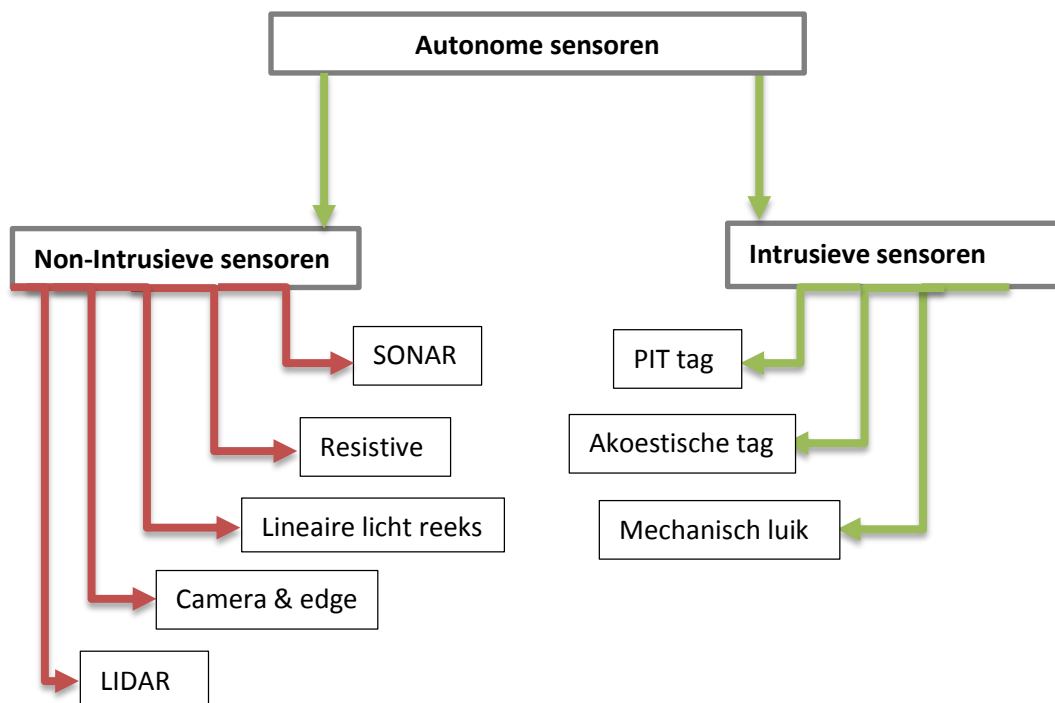 Autonome sensoren
Non-Intrusieve sensoren
Intrusieve sensoren
SONAR
PIT tag
Resistive
Akoestische tag
Lineaire licht reeks
Mechanisch luik
Camera & edge
LIDAR